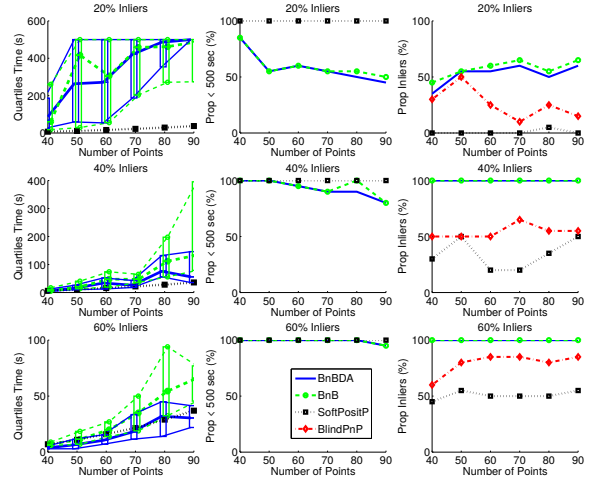 20% Inliers
20% Inliers
20% Inliers
Quartiles Time (s)
600
400
200
0
40 50 60 70 80 90
Number of Points
Prop < 500 sec (%)
100
50
0
40 50 60 70 80 90
Number of Points
Prop Inliers (%)
100
50
0
40 50 60 70 80 90
Number of Points
40% Inliers
40% Inliers
40% Inliers
Quartiles Time (s)
400
300
200
100
0
40 50 60 70 80 90
Number of Points
Prop < 500 sec (%)
100
50
0
40 50 60 70 80 90
Number of Points
Prop Inliers (%)
100
50
0
40 50 60 70 80 90
Number of Points
60% Inliers
60% Inliers
60% Inliers
Quartiles Time (s)
100
50
0
40 50 60 70 80 90
Number of Points
Prop < 500 sec (%)
100
50
0
40 50 60 70 80 90
Number of Points
BnBDA
BnB
SoftPositP
BlindPnP
Prop Inliers (%)
100
50
0
40 50 60 70 80 90
Number of Points